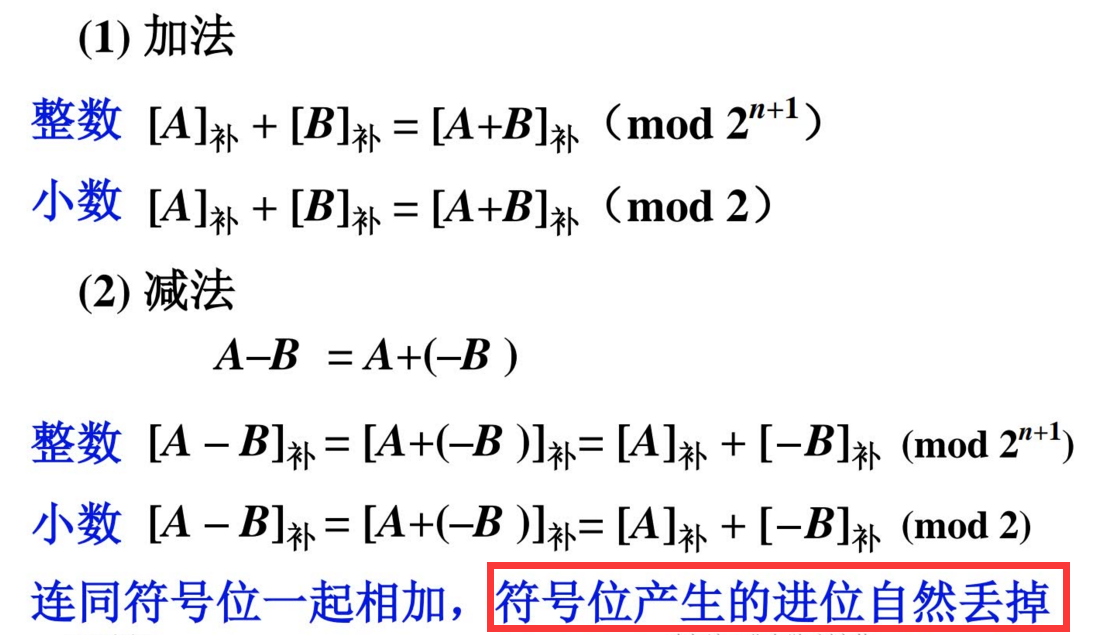 (1) 加法
整数 [A]补 + [B]补 = [A+B]补（mod 2^{n+1}）
小数 [A]补 + [B]补 = [A+B]补（mod 2）
(2) 减法
A–B = A+(–B )
整数 [A – B]补 = [A+(–B )]补= [A]补 + [–B]补 (mod 2^{n+1})
小数 [A – B]补 = [A+(–B )]补= [A]补 + [–B]补 (mod 2)
连同符号位一起相加，符号位产生的进位自然丢掉